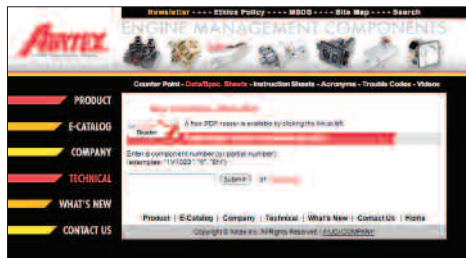 Newsletter - - - - Ethics Policy - - - - MSDS - - - - Site Map - - - - Search
ENGINE MANAGEMENT COMPONENTS
AIRTEX
Counter Point - Data/Spec. Sheets - Instruction Sheets - Acronyms - Trouble Codes - Videos
PRODUCT
E-CATALOG
COMPANY
TECHNICAL
WHAT'S NEW
CONTACT US
Reader
A free PDF reader is available by clicking the link at left.
Enter a component number (or partial number)
(examples: "1V1023",
Submit
Product | E-Catalog | Company | Technical | What's New | Contact Us | Home
Copyright © Airtex Inc. All Rights Reserved